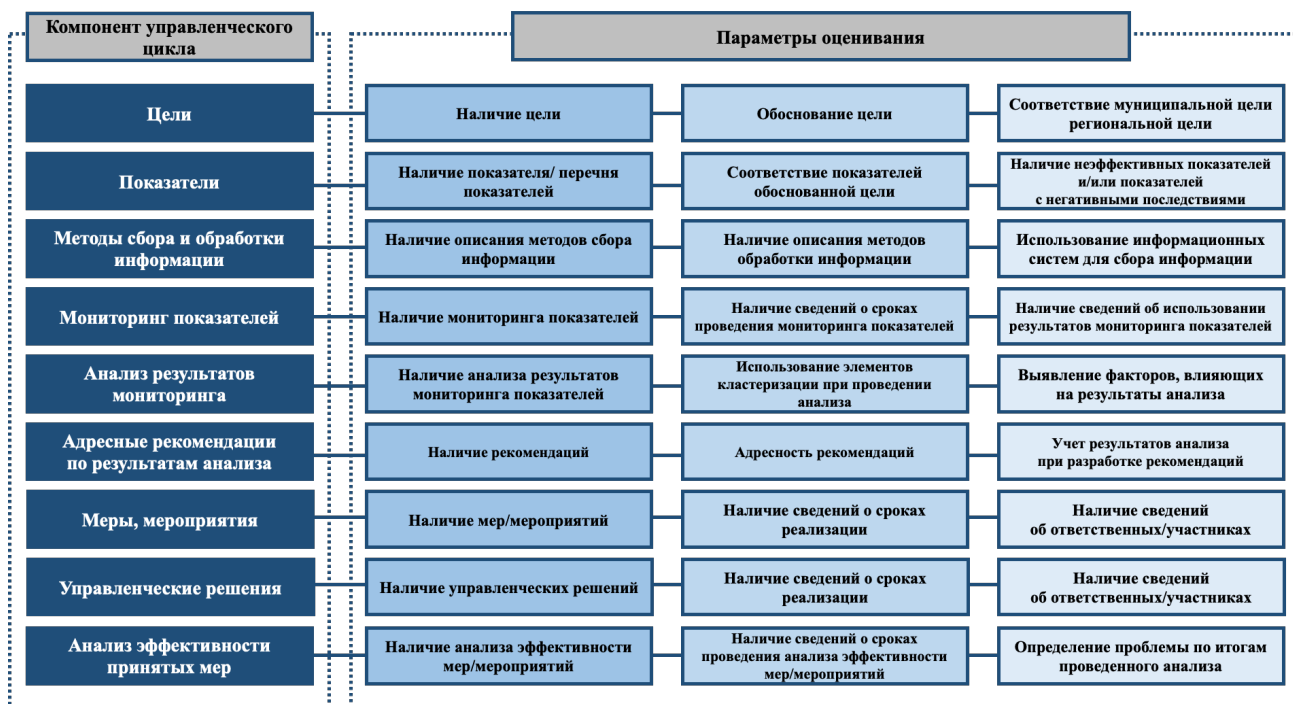 Компонент управленческого
цикла
Параметры оценивания
Цели
Наличие цели
Обоснование цели
Соответствие муниципальной цели
региональной цели
Показатели
Наличие показателя/ перечня
показателей
Соответствие показателей
обоснованной цели
Наличие неэффективных показателей
и/или показателей
с негативными последствиями
Методы сбора и обработки
информации
Наличие описания методов сбора
информации
Наличие описания методов
обработки информации
Использование информационных
систем для сбора информации
Мониторинг показателей
Наличие мониторинга показателей
Наличие сведений о сроках
проведения мониторинга показателей
Наличие сведений об использовании
результатов мониторинга показателей
Анализ результатов
мониторинга
Наличие анализа результатов
мониторинга показателей
Использование элементов
кластеризации при проведении
анализа
Выявление факторов, влияющих
на результаты анализа
Адресные рекомендации
по результатам анализа
Наличие рекомендаций
Адресность рекомендаций
Учет результатов анализа
при разработке рекомендаций
Меры, мероприятия
Наличие мер/мероприятий
Наличие сведений о сроках
реализации
Наличие сведений
об ответственных/участниках
Управленческие решения
Наличие управленческих решений
Наличие сведений о сроках
реализации
Наличие сведений
об ответственных/участниках
Анализ эффективности
принятых мер
Наличие анализа эффективности
мер/мероприятий
Наличие сведений о сроках
проведения анализа эффективности
мер/мероприятий
Определение проблемы по итогам
проведенного анализа